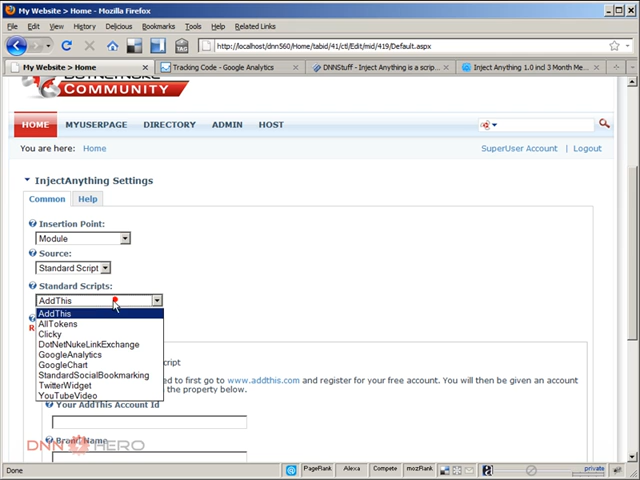 My Website > Home - Mozilla Firefox
File Edit View History Delicious Bookmarks Tools Help Related Links
http://localhost/dnn560/Home/tabid/41/ctl/Edit/mid/419/Default.aspx
My Website > Home Tracking Code - Google Analytics DNNStuff - Inject Anything is a scrip... Inject Anything 1.0 incl 3 Month Me...
COMMUNITY
HOME MYUSERPAGE DIRECTORY ADMIN HOST
You are here: Home SuperUser Account | Logout
InjectAnything Settings
Common Help
Insertion Point:
Module
Source:
Standard Script
Standard Scripts:
AddThis
AddThis
AllTokens
Clicky
DotNetNukeLinkExchange
GoogleAnalytics
GoogleChart
StandardSocialBookmarking
TwitterWidget
YouTubeVideo
R
script
ed to first go to www.addthis.com and register for your free account. You will then be given an account
the property below.
Your AddThis Account Id
Brand Name
DNN HERO
Done PageRank Alexa Compete mozRank private